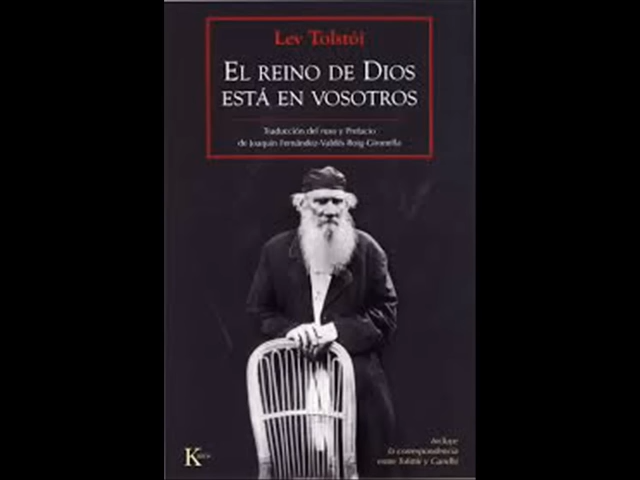 Lev Tolstói
EL REINO DE DIOS
ESTÁ EN VOSOTROS
Traducción del ruso y Prefacio
de Joaquín Fernández-Valdés Roig-Gironella
Incluye
la correspondencia
entre Tolstói y Gandhi
K